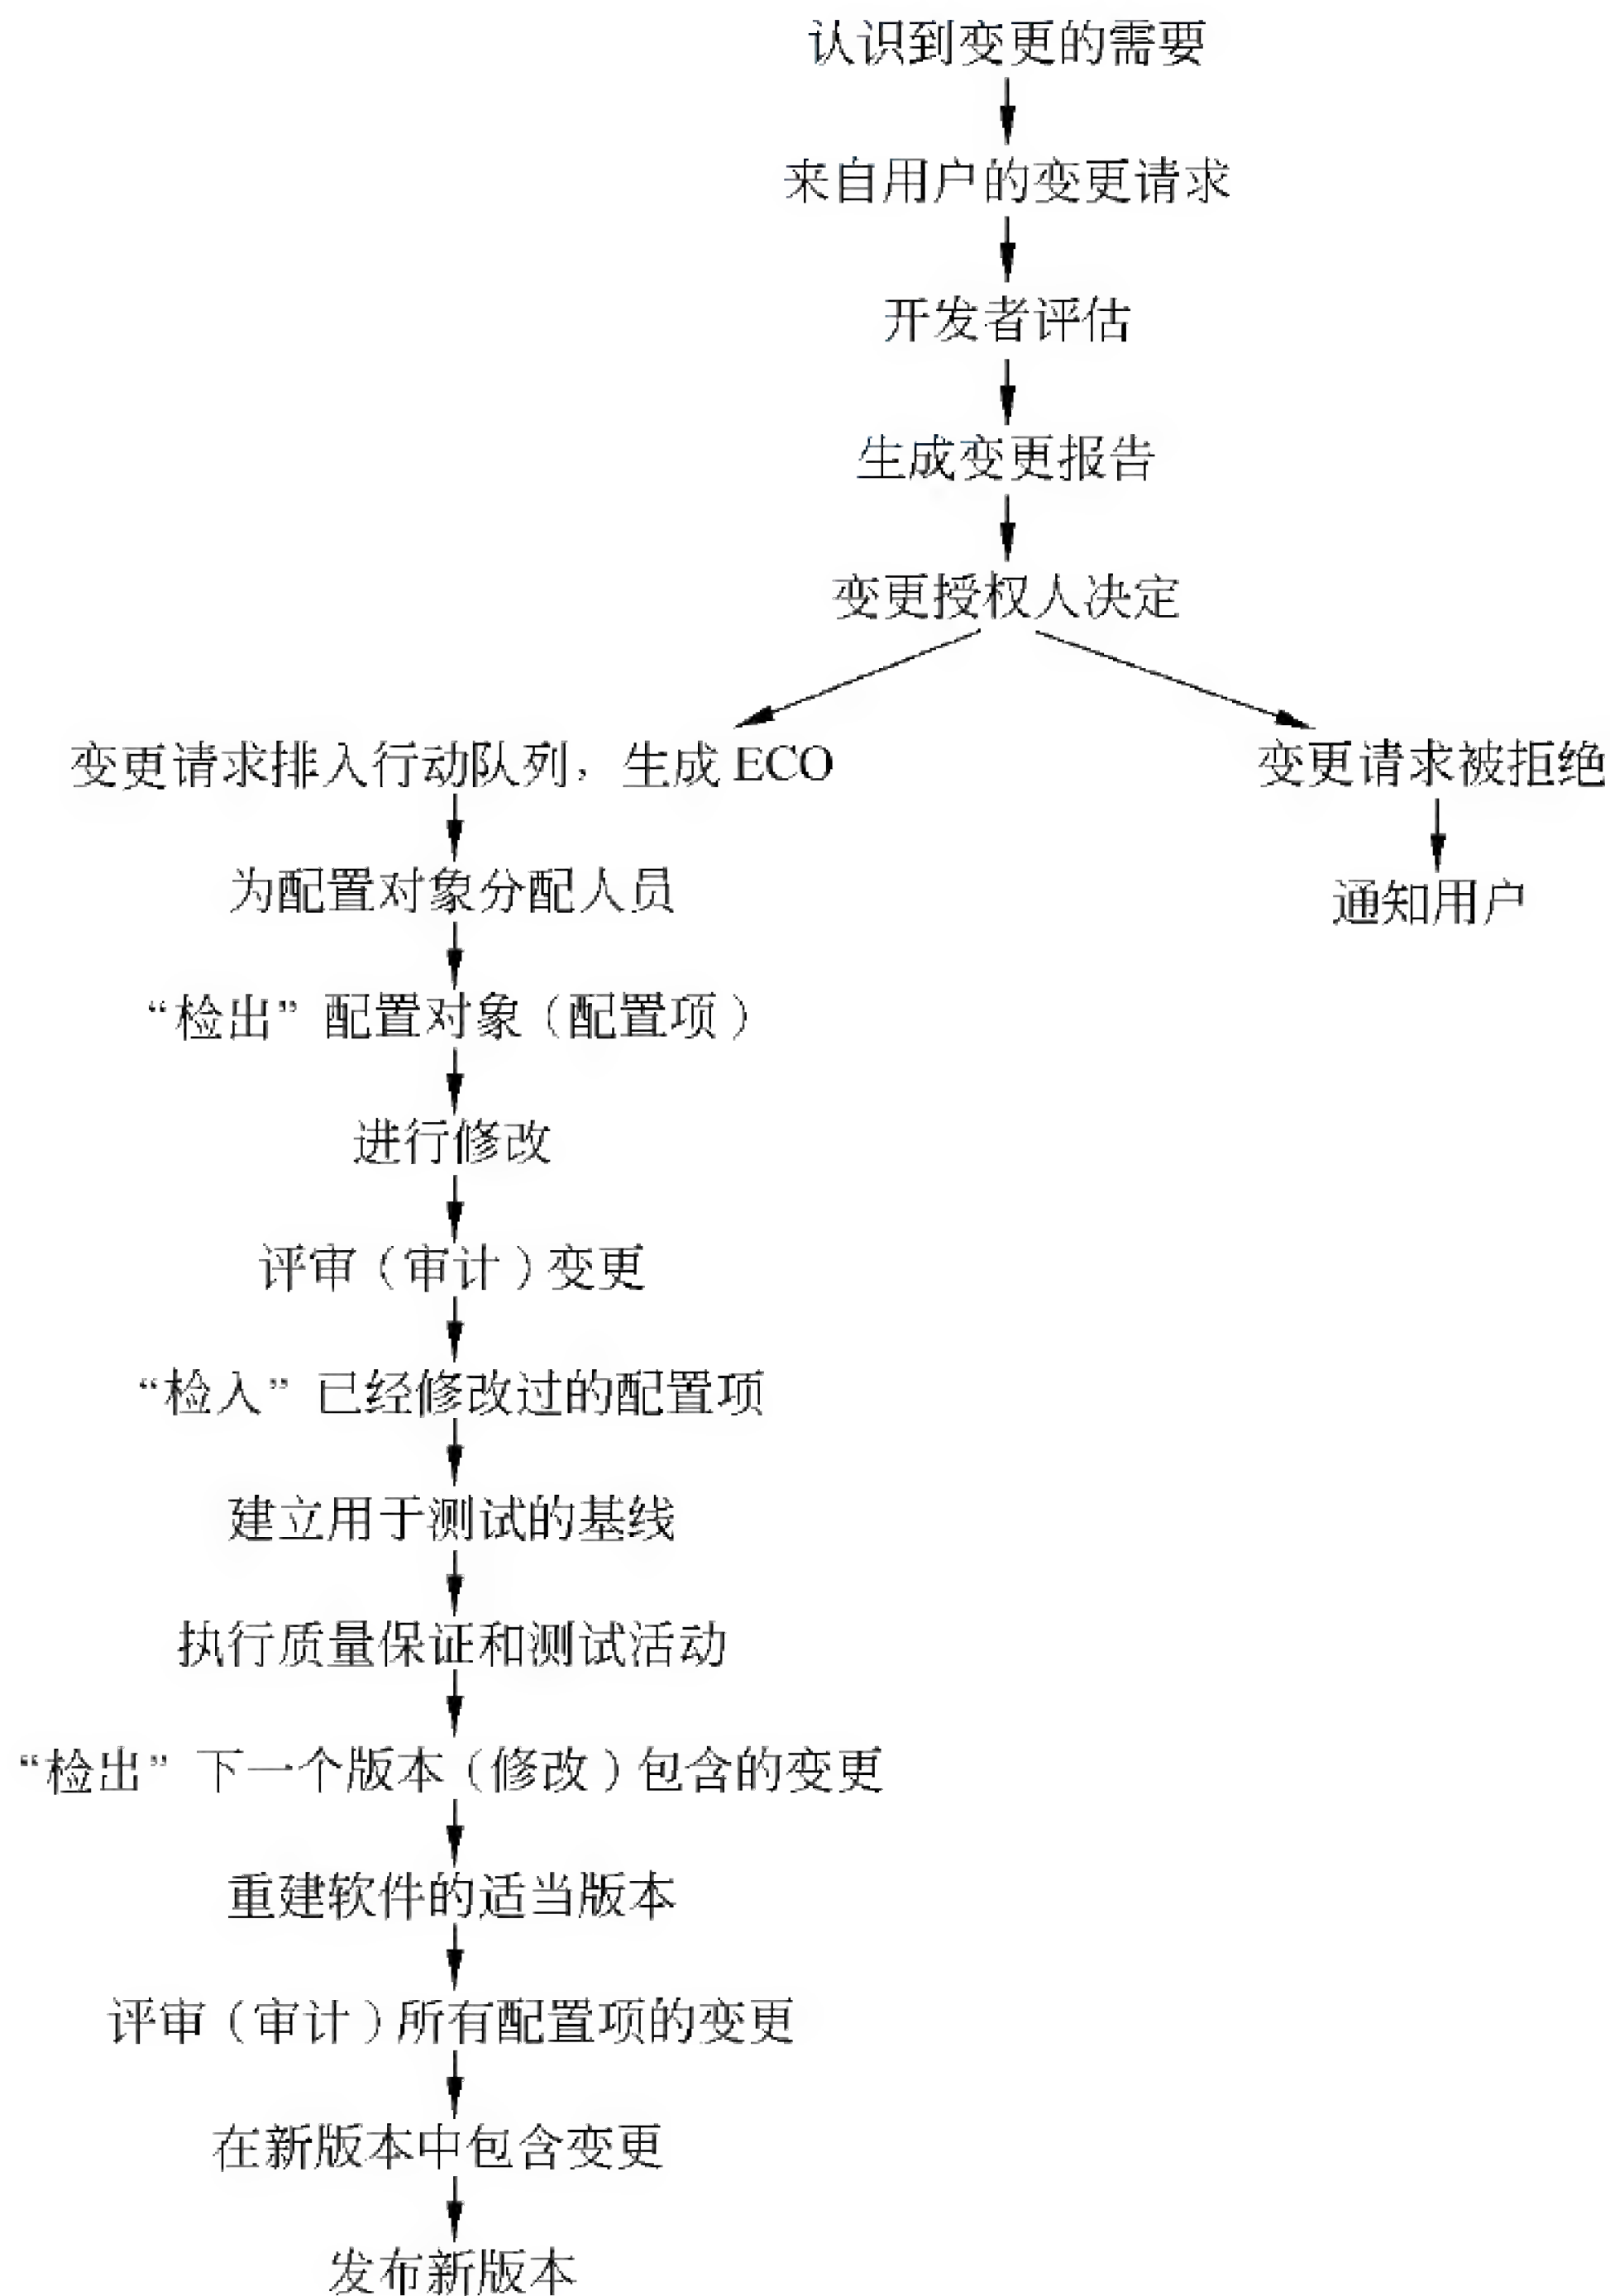 认识到变更的需要
来自用户的变更请求
开发者评估
生成变更报告
变更授权人决定
变更请求排入行动队列，生成 ECO
变更请求被拒绝
为配置对象分配人员
通知用户
“检出” 配置对象（配置项）
进行修改
评审（审计）变更
“检入” 已经修改过的配置项
建立用于测试的基线
执行质量保证和测试活动
“检出” 下一个版本（修改）包含的变更
重建软件的适当版本
评审（审计）所有配置项的变更
在新版本中包含变更
发布新版本